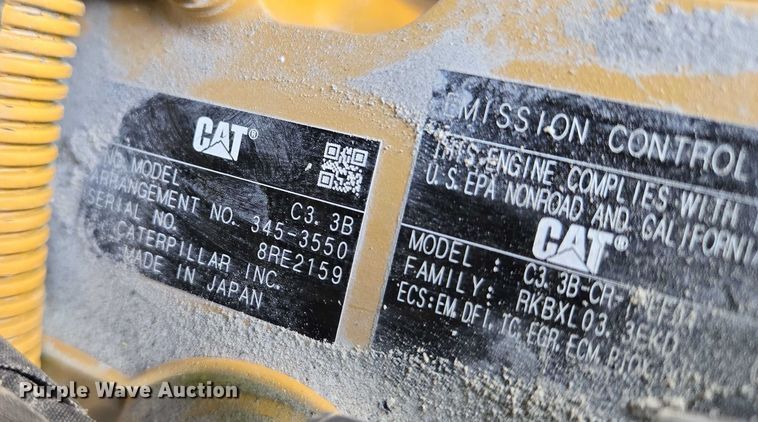 CAT®
MODEL C3.3B
ARRANGEMENT NO. 345-3550
SERIAL NO. 8RE2159
CATERPILLAR INC.
MADE IN JAPAN
EMISSION CONTROL
THIS ENGINE COMPLIES WITH
U.S. EPA NONROAD AND CALIFORNIA
CAT®
MODEL : C3.3B-CR-
FAMILY: RKBXL03.3EKD
ECS:EM,DFI,TC,EGR,ECM,
Purple Wave Auction